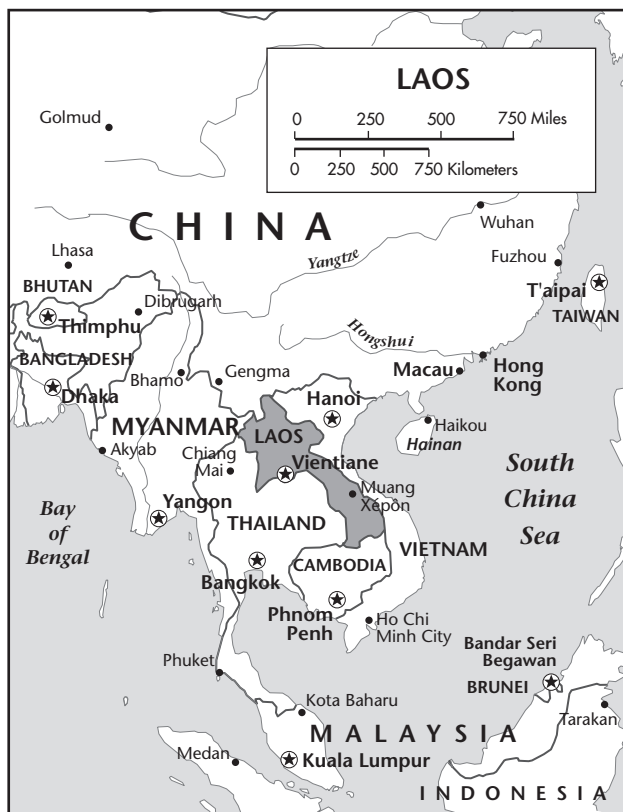 LAOS
0 250 500 750 Miles
0 250 500 750 Kilometers
Golmud
CHINA
Wuhan
Yangtze
Lhasa
Fuzhou
BHUTAN
T'aipai
Dibrugarh
Thimphu
TAIWAN
Hongshui
BANGLADESH
Hong
Kong
Macau
Bhamo
Gengma
Dhaka
Hanoi
MYANMAR
Haikou
LAOS
Hainan
Akyab
Chiang
Mai
Vientiane
South
China
Sea
Muang
Xépôn
Yangon
Bay
of
Bengal
THAILAND
VIETNAM
CAMBODIA
Bangkok
Phnom
Penh
Ho Chi
Minh City
Bandar Seri
Begawan
Phuket
BRUNEI
Kota Baharu
Tarakan
MALAYSIA
Medan
Kuala Lumpur
INDONESIA